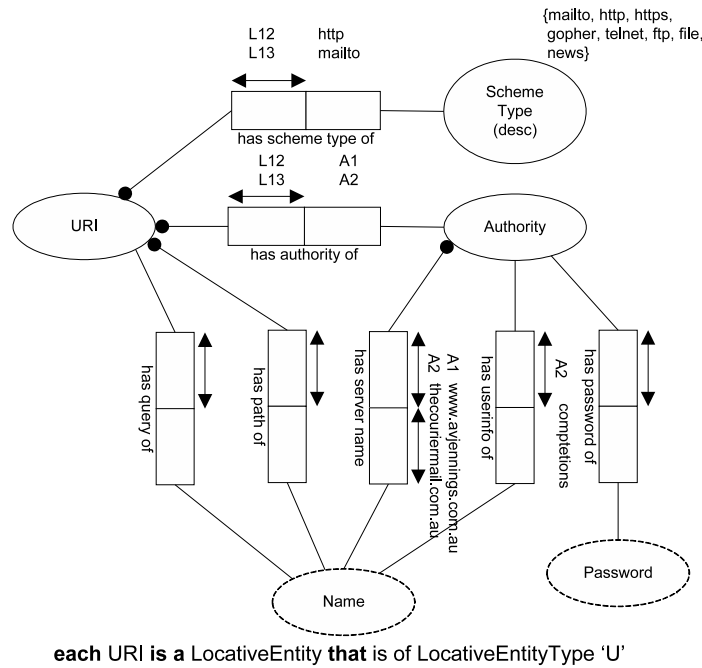 {mailto, http, https,
gopher, telnet, ftp, file,
news}
L12 http
L13 mailto
Scheme
Type
(desc)
has scheme type of
L12 A1
L13 A2
URI
Authority
has authority of
has query of
has path of
has server name
A1 www.avjennings.com.au
A2 thecouriermail.com.au
has userinfo of
A2 comptetions
has password of
Name
Password
each URI is a LocativeEntity that is of LocativeEntityType ‘U’